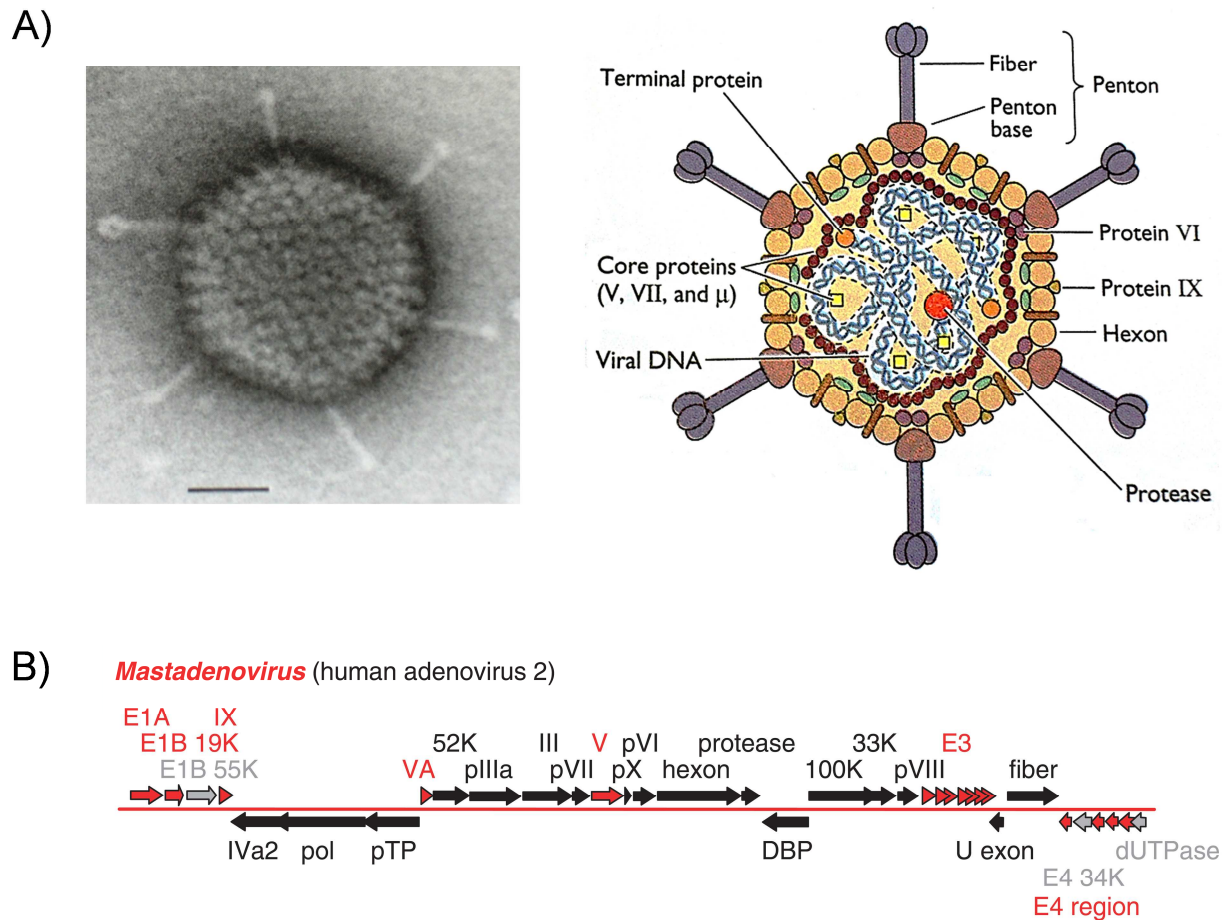 A)
Terminal protein
Fiber
Penton
Penton
base
Core proteins
(V, VII, and µ)
Protein VI
Protein IX
Hexon
Viral DNA
Protease
B)
Mastadenovirus (human adenovirus 2)
E1A IX
E1B 19K
E1B 55K
52K III V pVI protease 33K E3
VA pIIIa pVII pX hexon 100K pVIII fiber
IVa2 pol pTP DBP U exon dUTPase
E4 34K
E4 region